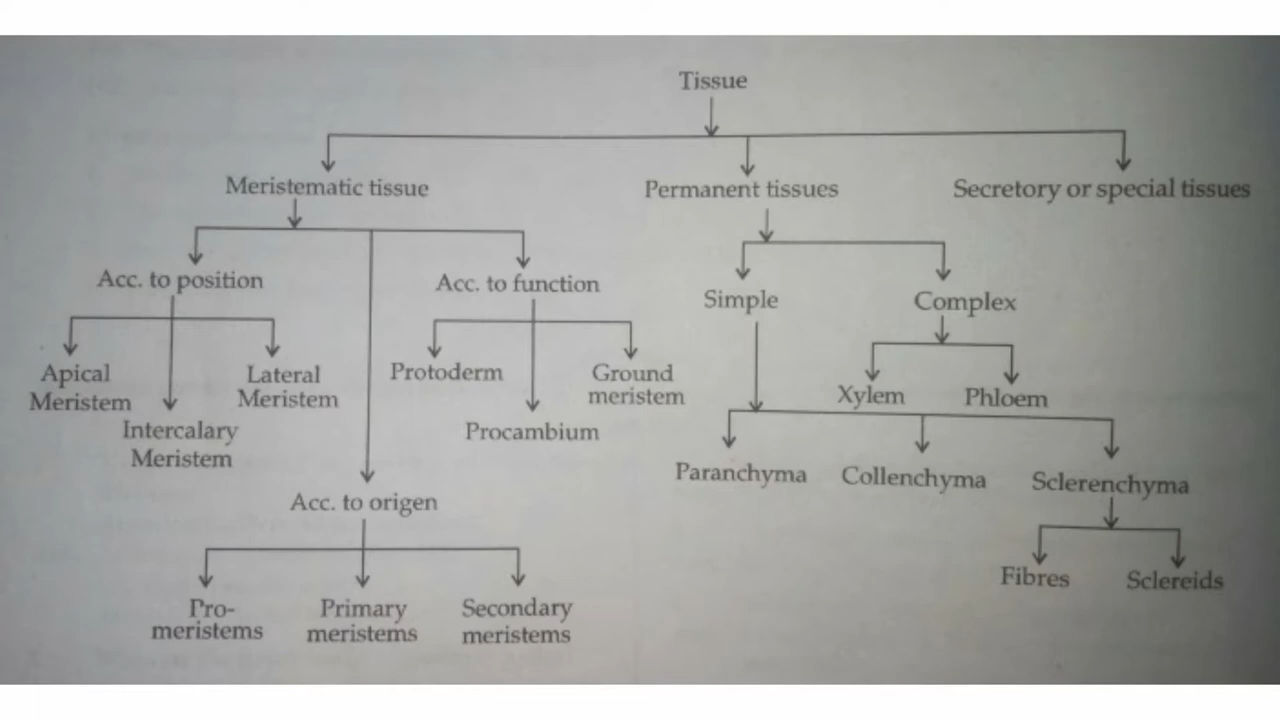 Tissue
Meristematic tissue
Permanent tissues
Secretory or special tissues
Acc. to position
Acc. to function
Simple
Complex
Apical
Meristem
Intercalary
Meristem
Lateral
Meristem
Protoderm
Procambium
Ground
meristem
Xylem
Phloem
Paranchyma
Collenchyma
Sclerenchyma
Acc. to origen
Fibres
Sclereids
Pro-
meristems
Primary
meristems
Secondary
meristems